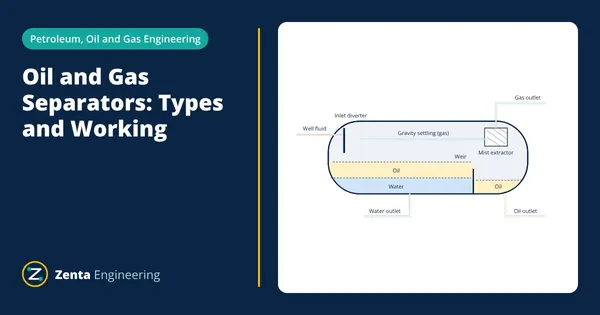 Petroleum, Oil and Gas Engineering
Oil and Gas
Separators: Types
and Working
Zenta Engineering
Gas outlet
Inlet diverter
Well fluid
Gravity settling (gas)
Mist extractor
Weir
Oil
Water
Oil
Water outlet
Oil outlet